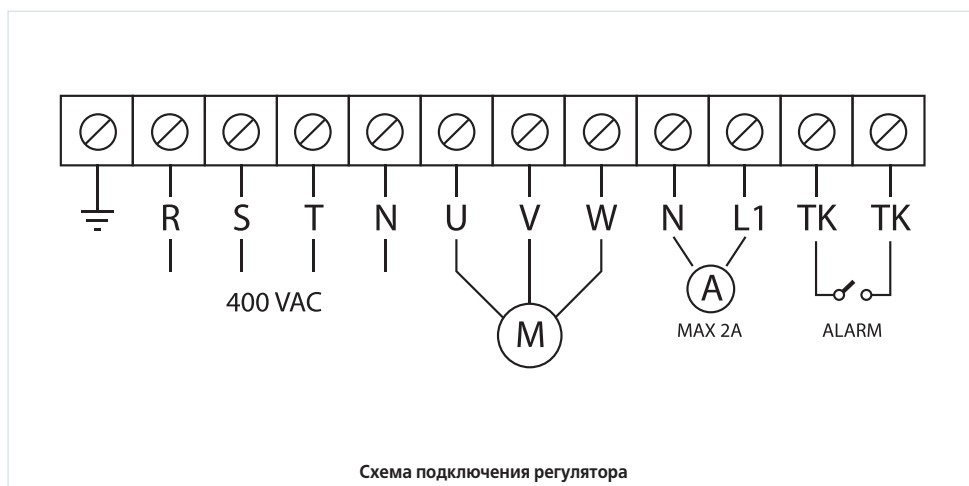 R S T N U V W N L1 TK TK
400 VAC
M
A
MAX 2A
ALARM
Схема подключения регулятора